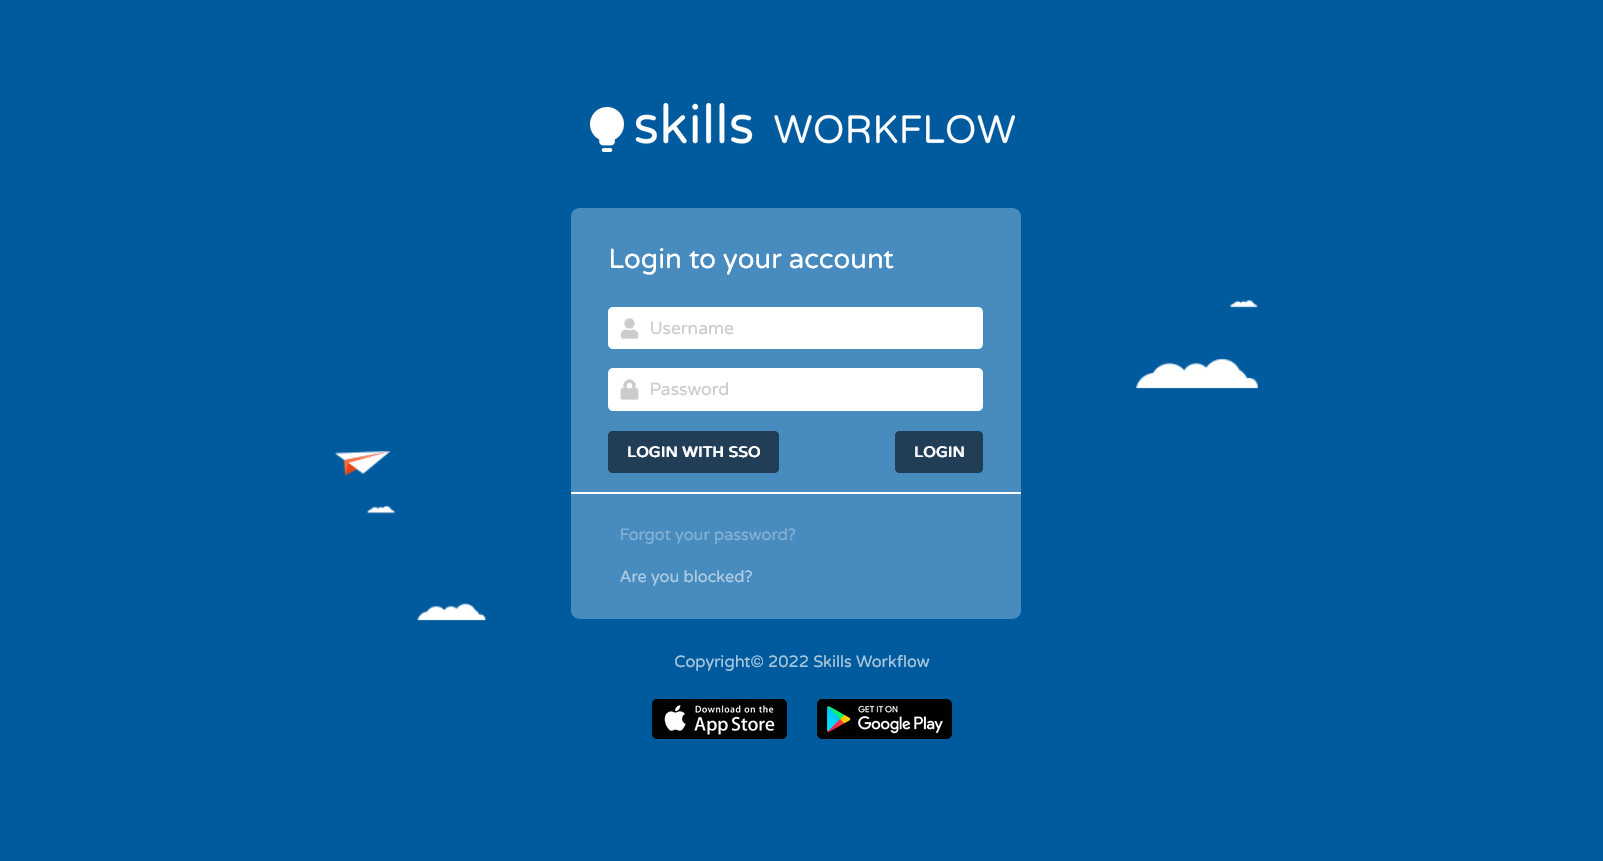 skills WORKFLOW
Login to your account
Username
Password
LOGIN WITH SSO
LOGIN
Forgot your password?
Are you blocked?
Copyright© 2022 Skills Workflow
Download on the
App Store
GET IT ON
Google Play